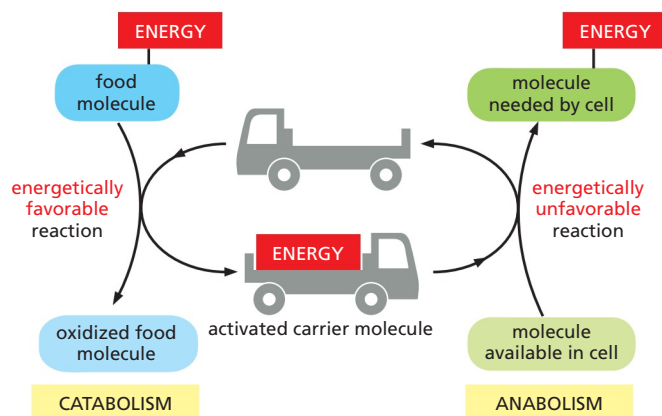 ENERGY
ENERGY
food
molecule
molecule
needed by cell
energetically
favorable
reaction
energetically
unfavorable
reaction
ENERGY
activated carrier molecule
oxidized food
molecule
molecule
available in cell
CATABOLISM
ANABOLISM